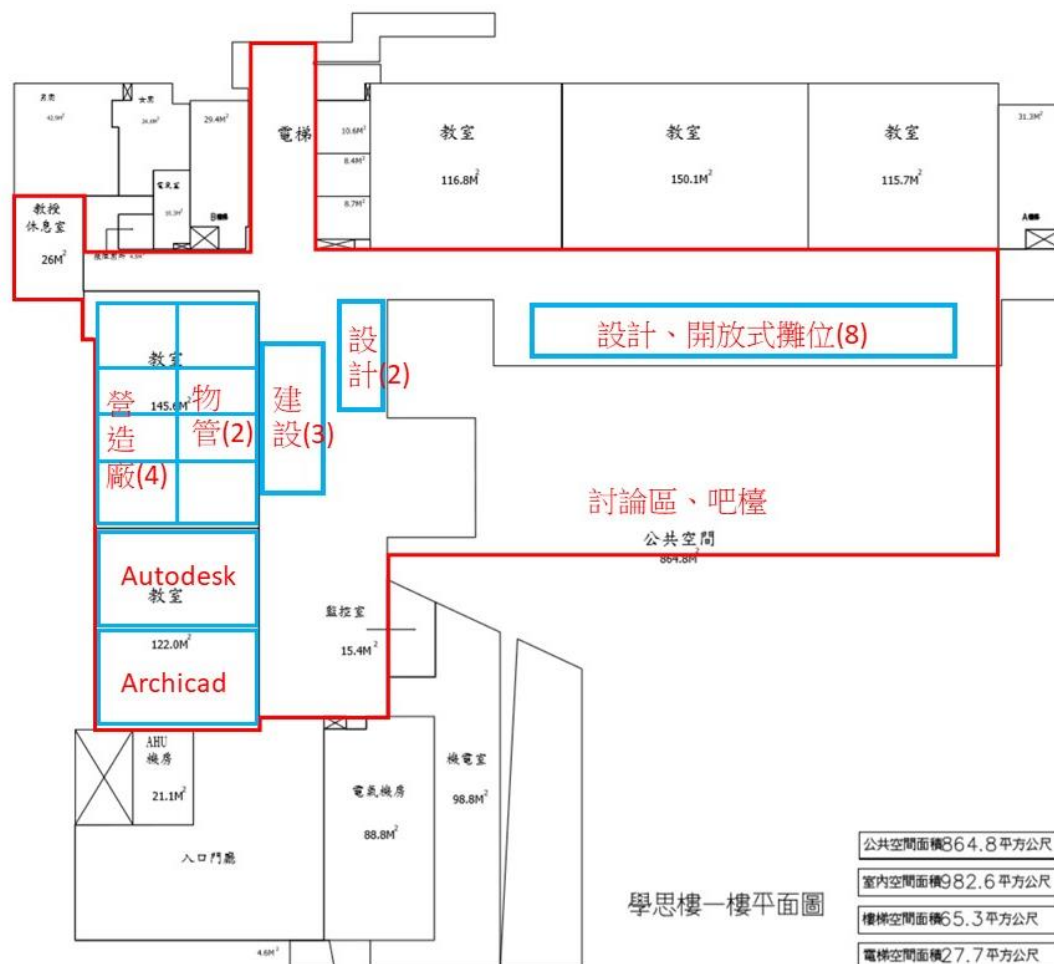 電梯
男廁
42.9M²
女廁
29.4M²
10.6M²
8.4M²
8.7M²
教室
116.8M²
教室
150.1M²
教室
115.7M²
31.3M²
教授
休息室
26M²
電氣室
設計(2)
設計、開放式攤位(8)
教室
145.6M²
營造廠(4)
物管(2)
建設(3)
討論區、吧檯
公共空間
864.8M²
Autodesk
教室
122.0M²
Archicad
監控室
15.4M²
AHU
機房
21.1M²
電氣機房
88.8M²
機電室
98.8M²
入口門廳
4.6M²
學思樓一樓平面圖
公共空間面積864.8平方公尺
室內空間面積982.6平方公尺
樓梯空間面積65.3平方公尺
電梯空間面積27.7平方公尺